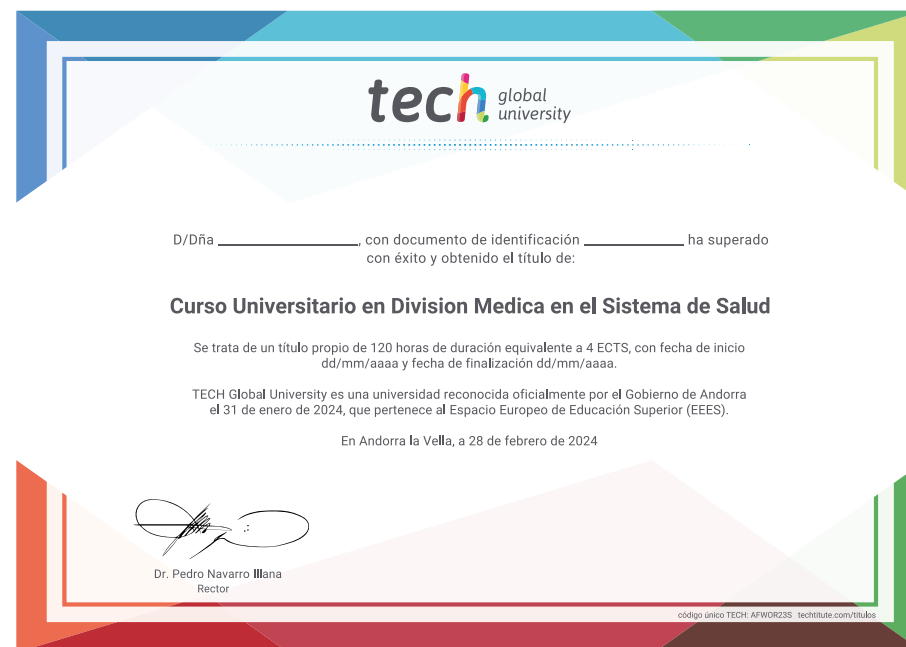 tech global university
D/Dña ____________________, con documento de identificación ______________ ha superado
con éxito y obtenido el título de:
Curso Universitario en Division Medica en el Sistema de Salud
Se trata de un título propio de 120 horas de duración equivalente a 4 ECTS, con fecha de inicio
dd/mm/aaaa y fecha de finalización dd/mm/aaaa.
TECH Global University es una universidad reconocida oficialmente por el Gobierno de Andorra
el 31 de enero de 2024, que pertenece al Espacio Europeo de Educación Superior (EEES).
En Andorra la Vella, a 28 de febrero de 2024
Dr. Pedro Navarro Illana
Rector
código único TECH: AFWOR23S techtitute.com/titulos